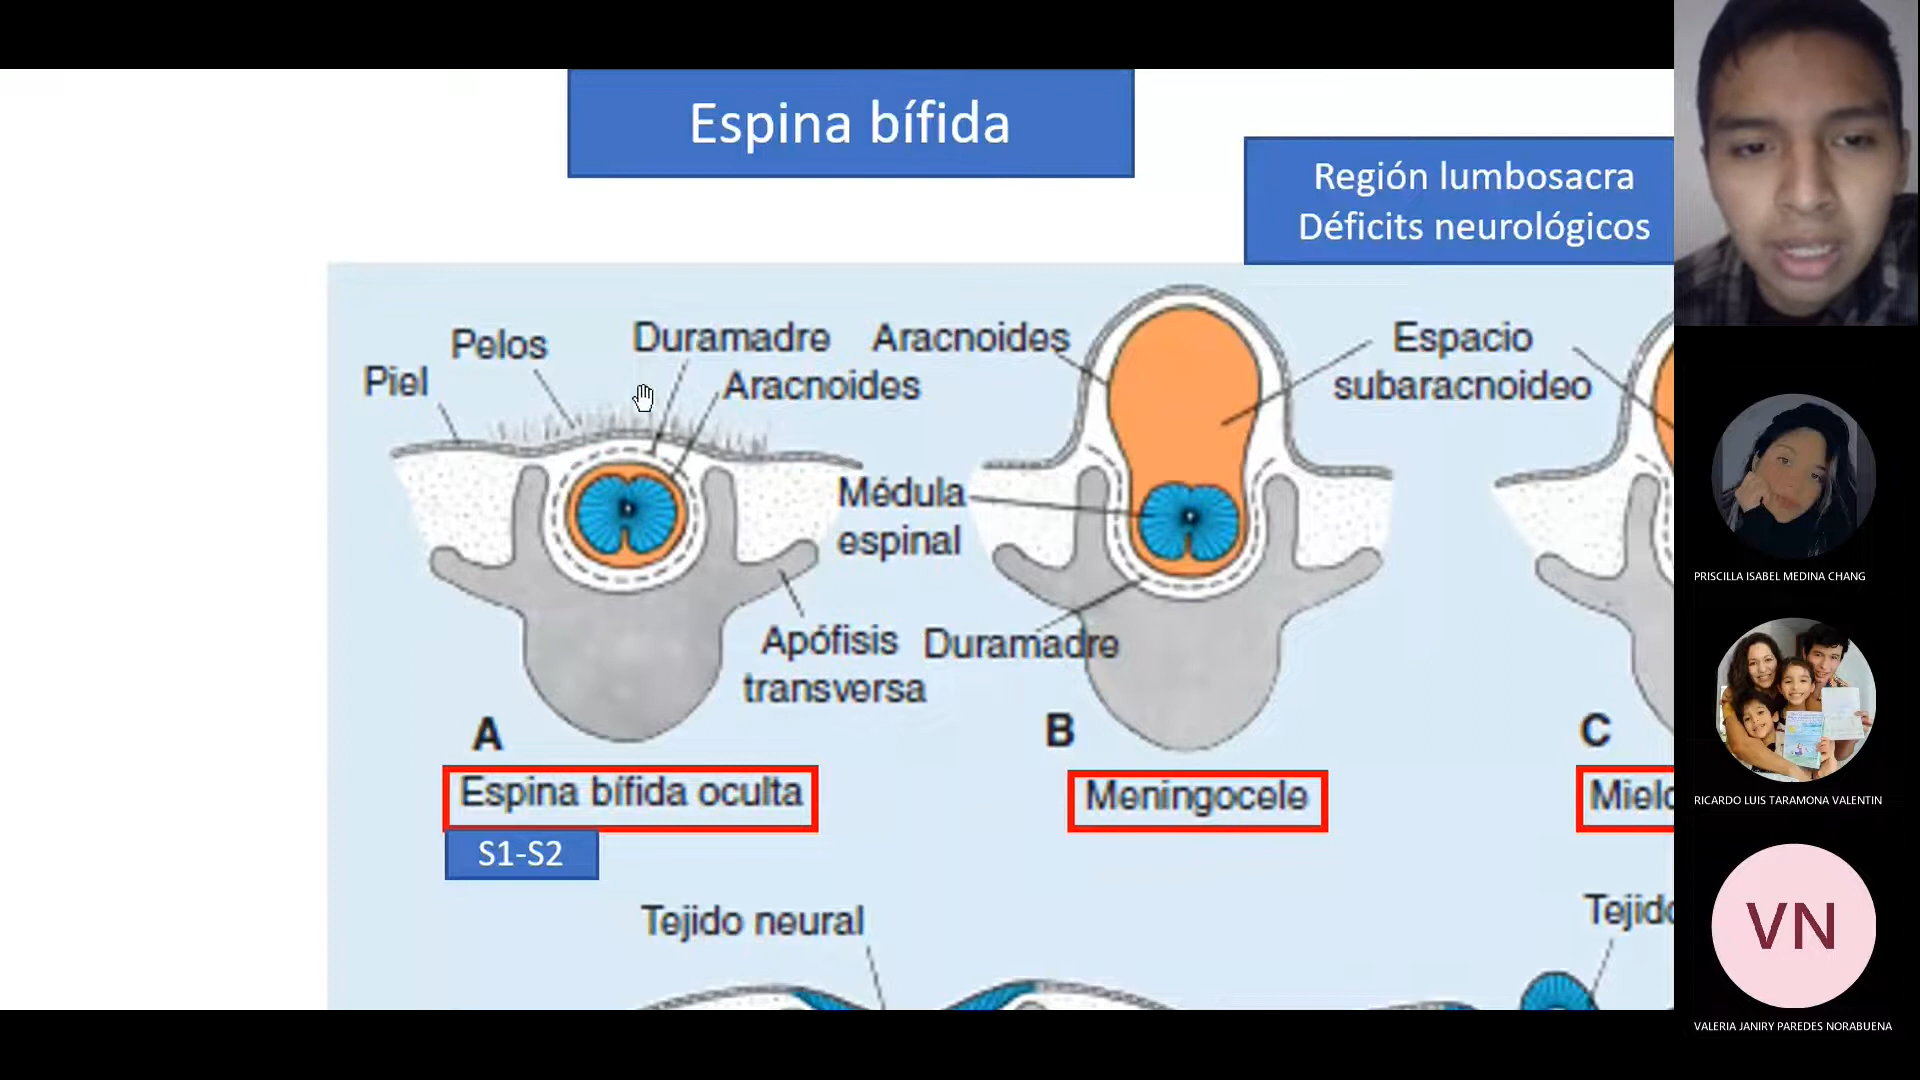 Espina bífida
Región lumbosacra
Déficits neurológicos
Pelos
Piel
Duramadre
Aracnoides
Aracnoides
Espacio
subaracnoideo
Médula
espinal
Apófisis
transversa
Duramadre
A
B
C
Espina bífida oculta
Meningocele
S1-S2
Tejido neural
PRISCILLA ISABEL MEDINA CHANG
RICARDO LUIS TARAMONA VALENTIN
VN
VALERIA JANIRY PAREDES NORABUENA